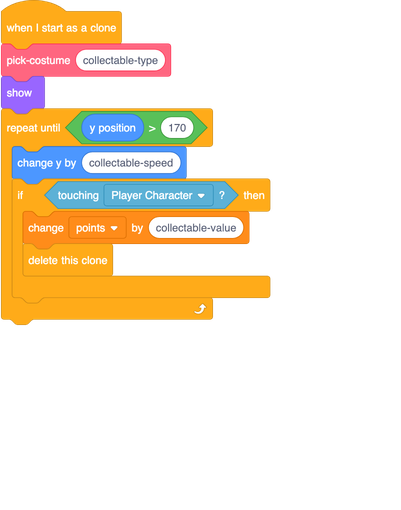 when I start as a clone
pick-costume collectable-type
show
repeat until y position > 170
change y by collectable-speed
if touching Player Character ? then
change points by collectable-value
delete this clone